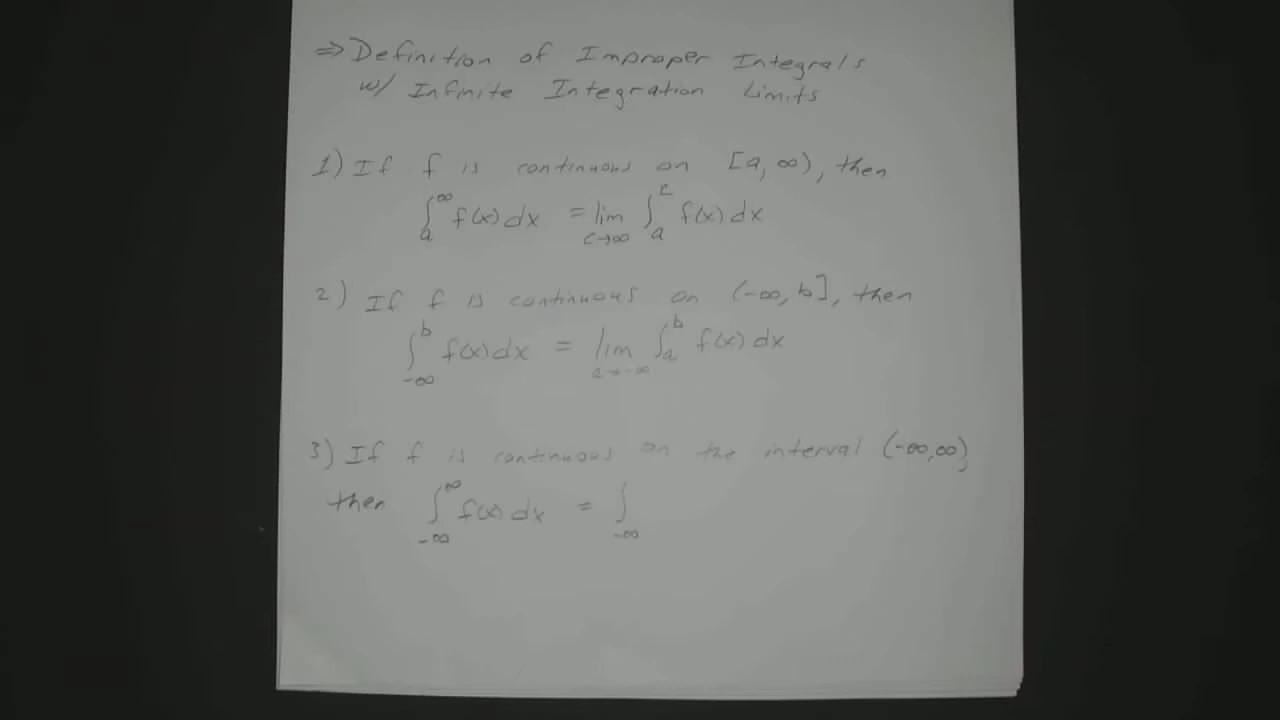 ⇒ Definition of Improper Integrals
w/ Infinite Integration Limits
1) If f is continuous on [a, ∞), then
∫_a^∞ f(x) dx = lim_{c→∞} ∫_a^c f(x) dx
2) If f is continuous on (-∞, b], then
∫_{-∞}^b f(x) dx = lim_{a→-∞} ∫_a^b f(x) dx
3) If f is continuous on the interval (-∞,∞)
then ∫_{-∞}^∞ f(x) dx = ∫_{-∞}